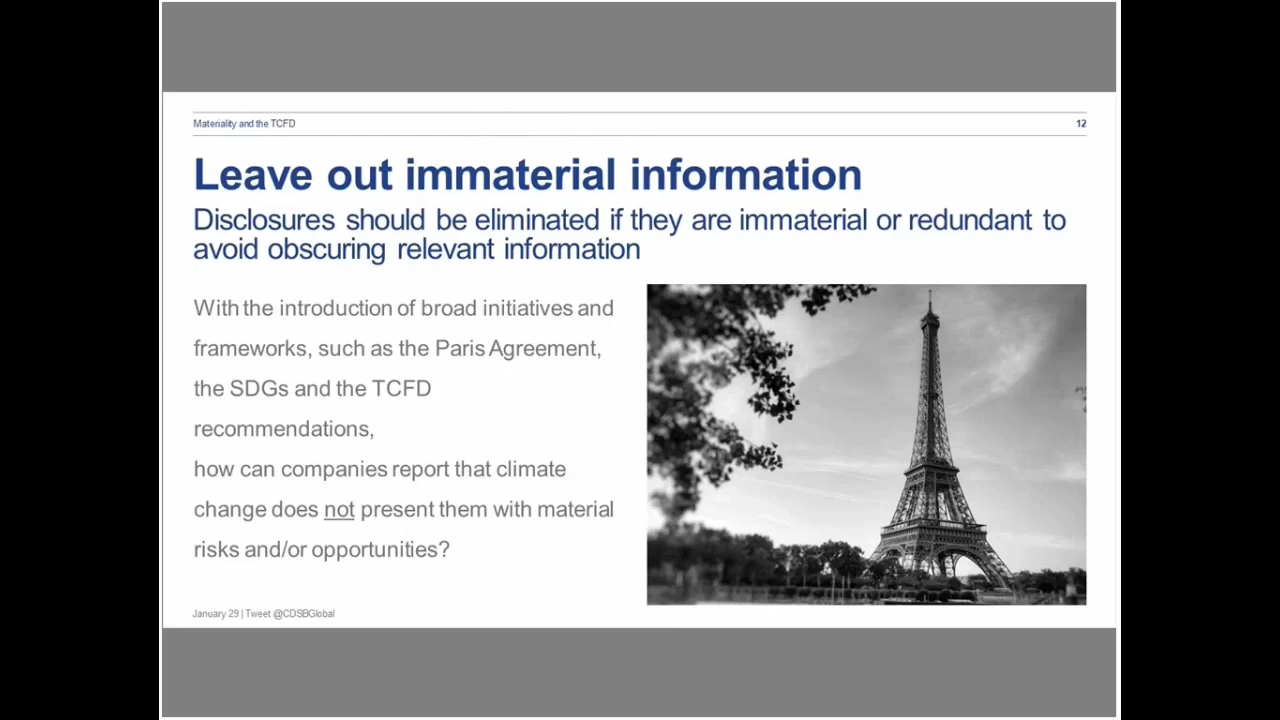 Materiality and the TCFD
12
Leave out immaterial information
Disclosures should be eliminated if they are immaterial or redundant to
avoid obscuring relevant information
With the introduction of broad initiatives and
frameworks, such as the Paris Agreement,
the SDGs and the TCFD
recommendations,
how can companies report that climate
change does not present them with material
risks and/or opportunities?
January 29 | Tweet @CDSBGlobal